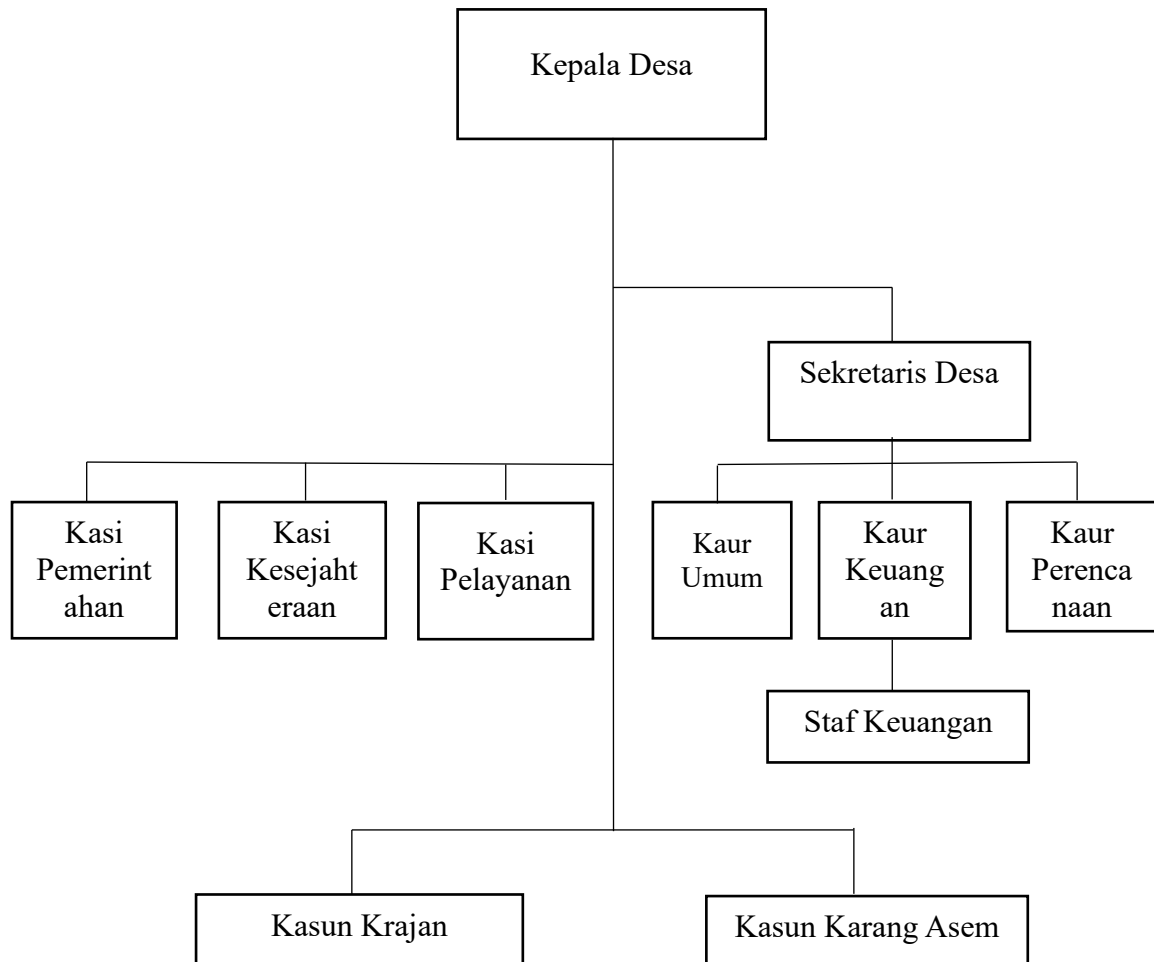 Kepala Desa
Sekretaris Desa
Kasi
Pemerint
ahan
Kasi
Kesejaht
eraan
Kasi
Pelayanan
Kaur
Umum
Kaur
Keuang
an
Kaur
Perenca
naan
Staf Keuangan
Kasun Krajan
Kasun Karang Asem